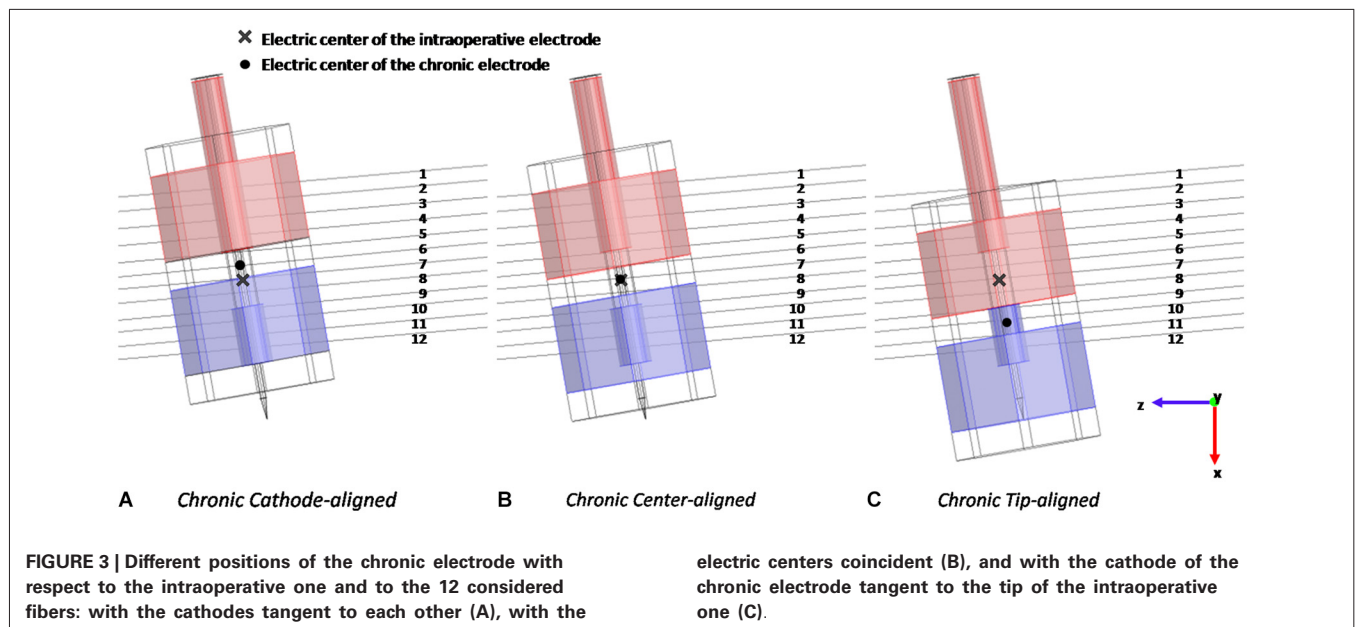 × Electric center of the intraoperative electrode
● Electric center of the chronic electrode
1
2
3
4
5
6
7
8
9
10
11
12
1
2
3
4
5
6
7
8
9
10
11
12
1
2
3
4
5
6
7
8
9
10
11
12
z
y
x
A Chronic Cathode-aligned
B Chronic Center-aligned
C Chronic Tip-aligned
FIGURE 3 | Different positions of the chronic electrode with
respect to the intraoperative one and to the 12 considered
fibers: with the cathodes tangent to each other (A), with the
electric centers coincident (B), and with the cathode of the
chronic electrode tangent to the tip of the intraoperative
one (C).